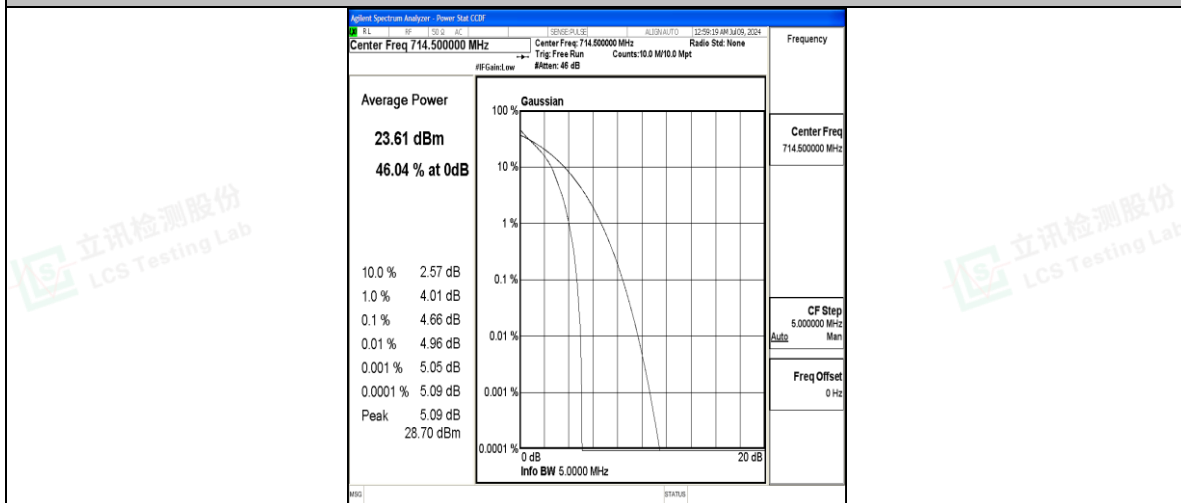 Agilent Spectrum Analyzer - Power Stat CCDF
RL RF 50 Ω AC SENSE:PULSE ALIGNAUTO 12:59:19 AM Jul 09, 2024
Center Freq 714.500000 MHz
Center Freq: 714.500000 MHz Radio Std: None
Trig: Free Run Counts:10.0 M/10.0 Mpt
#IFGain:Low #Atten: 46 dB
Frequency
Average Power
23.61 dBm
46.04 % at 0dB
10.0 % 2.57 dB
1.0 % 4.01 dB
0.1 % 4.66 dB
0.01 % 4.96 dB
0.001 % 5.05 dB
0.0001 % 5.09 dB
Peak 5.09 dB
28.70 dBm
Gaussian
100 %
10 %
1 %
0.1 %
0.01 %
0.001 %
0.0001 %
0 dB 20 dB
Info BW 5.0000 MHz
Center Freq
714.500000 MHz
CF Step
5.000000 MHz
Auto Man
Freq Offset
0 Hz
MSG STATUS
立讯检测股份
LCS Testing Lab
立讯检测股份
LCS Testing Lab